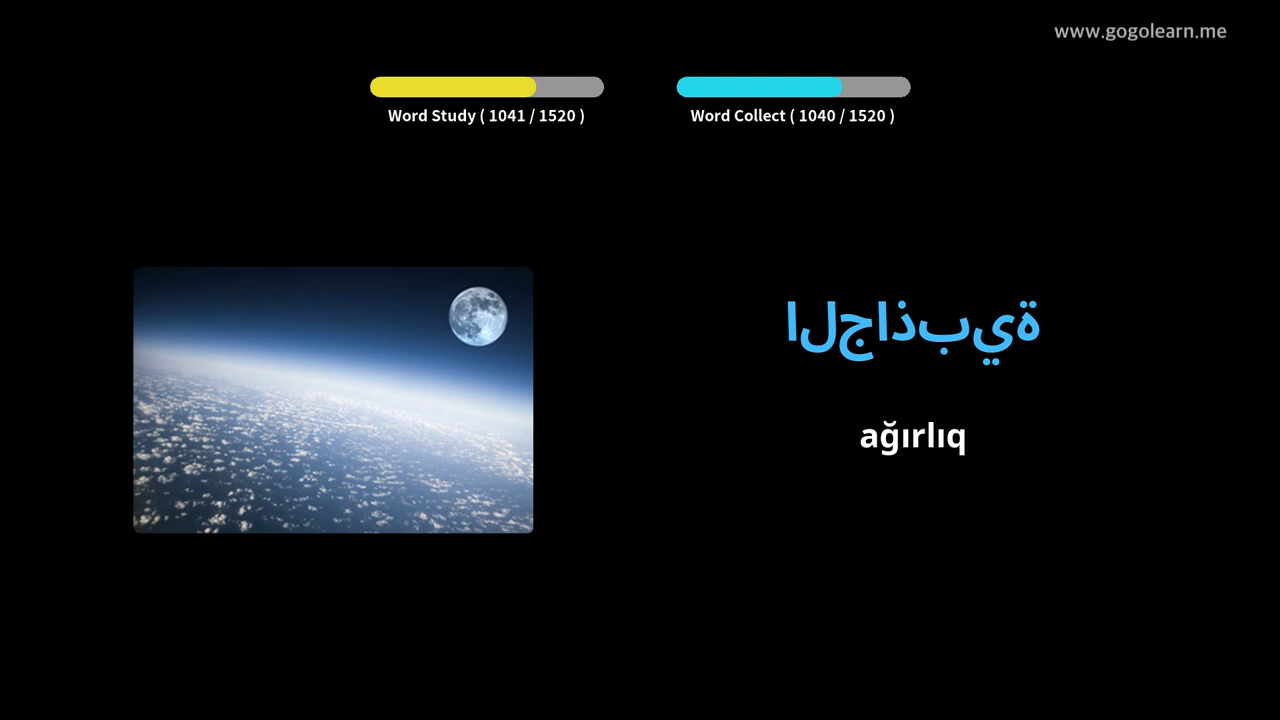 www.gogolearn.me
Word Study ( 1041 / 1520 )
Word Collect ( 1040 / 1520 )
الجاذبية
ağırlıq